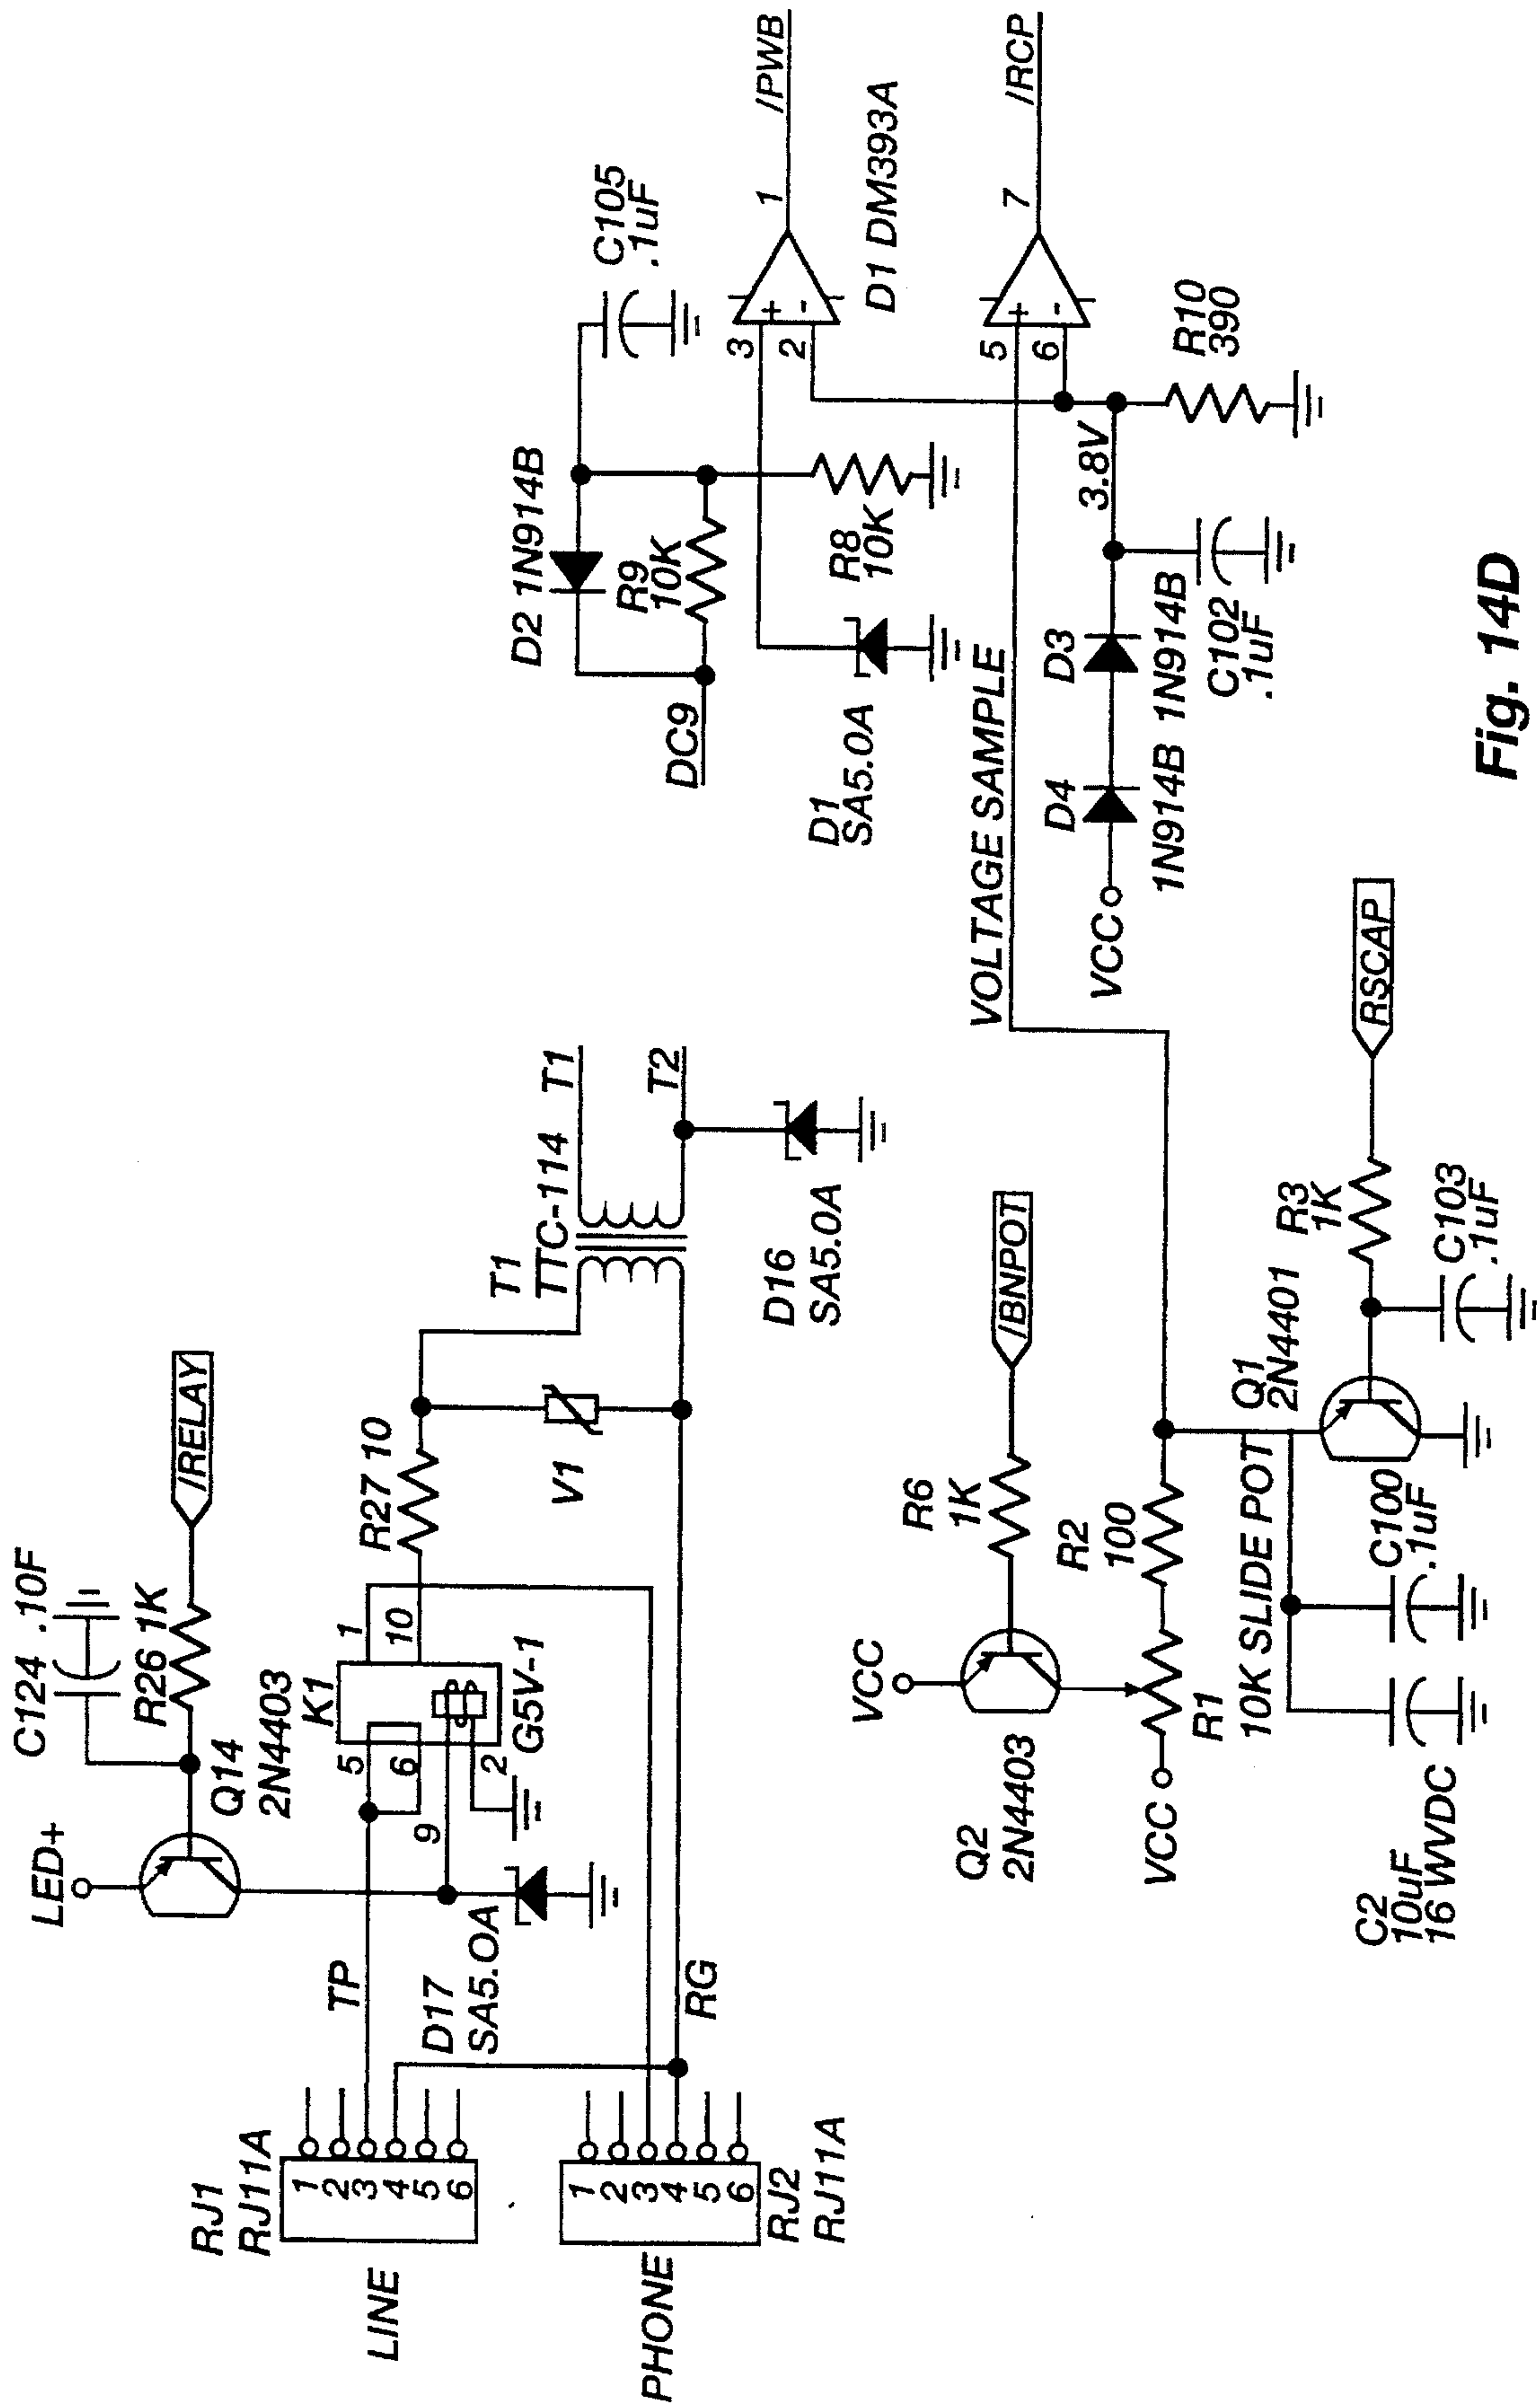 LED+
C124 .10F
R26 1K
/RELAY
Q14
2N4403
K1
1
10
5
6
9
2
G5V-1
R27 10
V1
T1
TTC-114
T1
T2
D16
SA5.0A
TP
D17
SA5.OA
RG
RJ1
RJ11A
1
2
3
4
5
6
LINE
1
2
3
4
5
6
RJ2
RJ11A
PHONE
D2 1N914B
C105
.1uF
R9
10K
DC9
R8
10K
D1
SA5.0A
3
2
+
-
1
/PWB
D1 DM393A
5
6
+
-
7
/RCP
VOLTAGE SAMPLE
3.8V
R10
390
VCC
D4
1N914B
D3
1N914B
C102
.1uF
VCC
Q2
2N4403
R6
1K
/BNPOT
VCC
R1
10K SLIDE POT
R2
100
Q1
2N4401
R3
1K
RSCAP
C103
.1uF
C100
.1uF
C2
10uF
16 WVDC
Fig. 14D